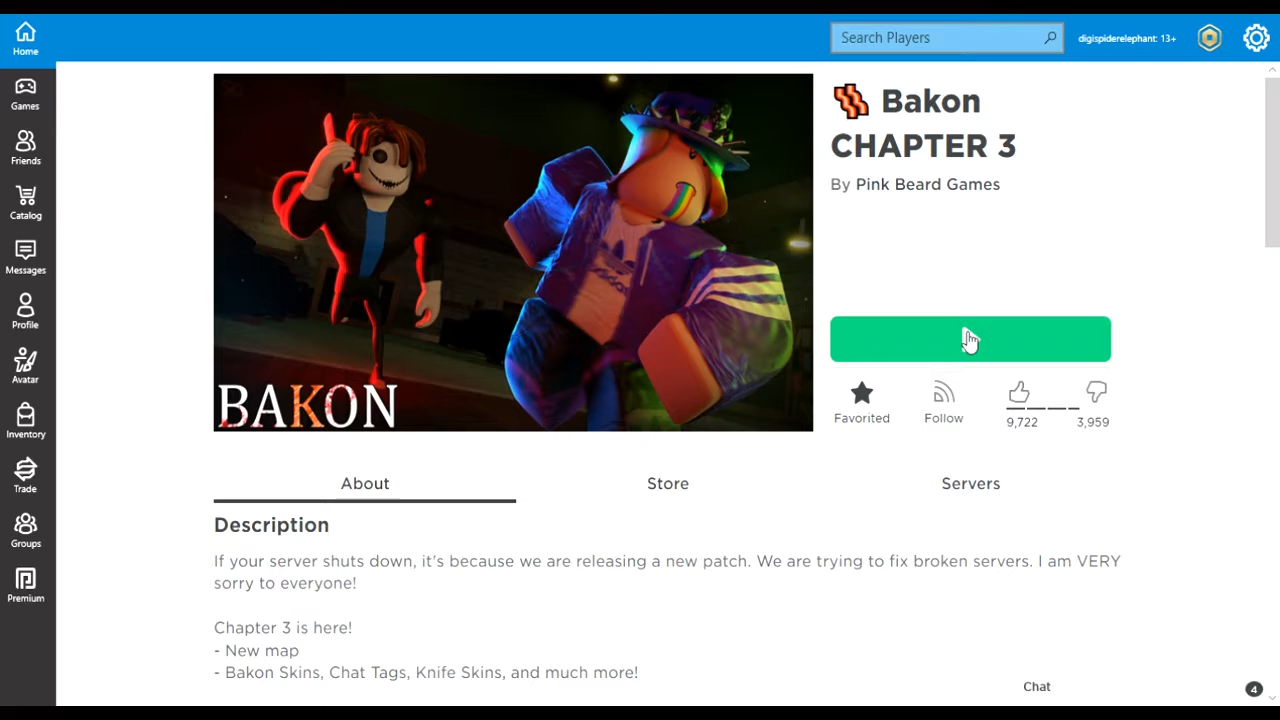 Home
Search Players
digispiderelephant: 13+
Games
Friends
Catalog
Messages
Profile
Avatar
Inventory
Trade
Groups
Premium
BAKON
adidas
Bakon
CHAPTER 3
By Pink Beard Games
Favorited
Follow
9,722
3,959
About
Store
Servers
Description
If your server shuts down, it's because we are releasing a new patch. We are trying to fix broken servers. I am VERY
sorry to everyone!
Chapter 3 is here!
- New map
- Bakon Skins, Chat Tags, Knife Skins, and much more!
Chat
4